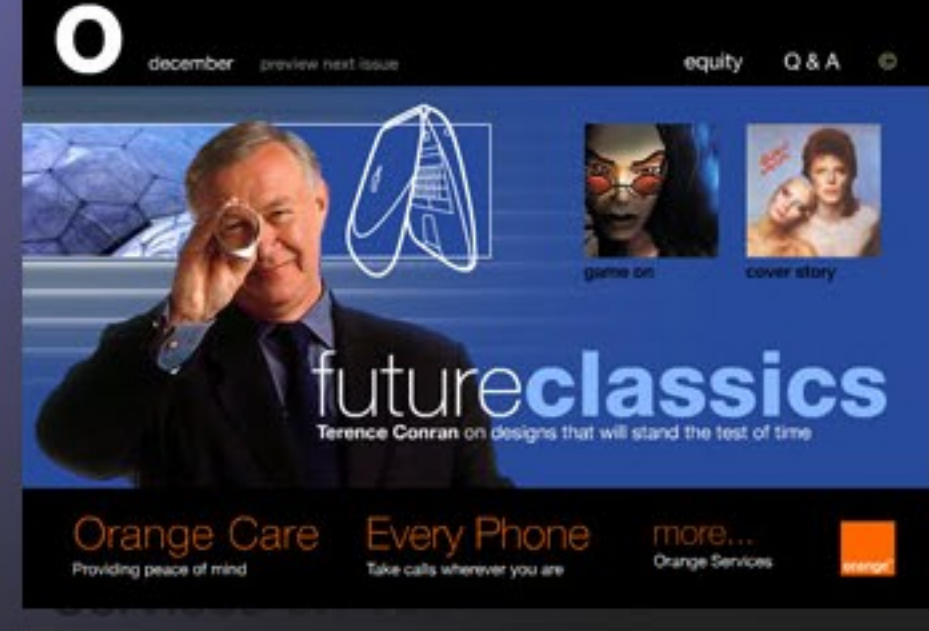 O
december preview next issue
equity Q & A ©
game on
cover story
futureclassics
Terence Conran on designs that will stand the test of time
Orange Care
Providing peace of mind
Every Phone
Take calls wherever you are
more...
Orange Services
orange™